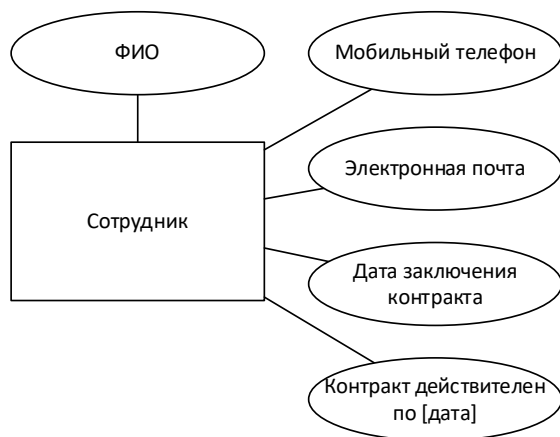 ФИО
Мобильный телефон
Электронная почта
Сотрудник
Дата заключения
контракта
Контракт действителен
по [дата]